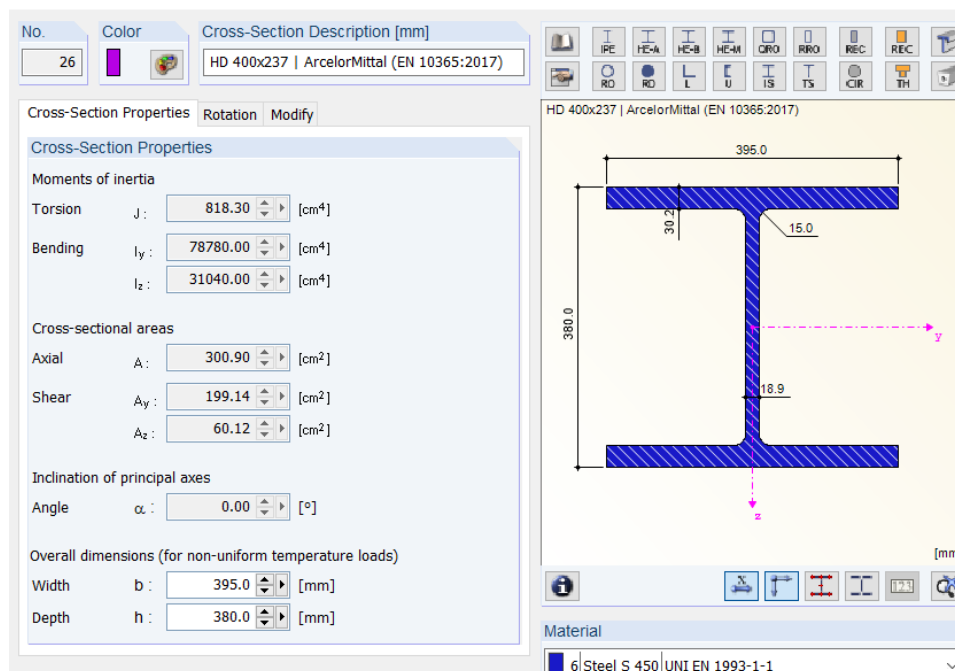 No.
Color
Cross-Section Description [mm]
26
HD 400x237 | ArcelorMittal (EN 10365:2017)
Cross-Section Properties Rotation Modify
Cross-Section Properties
Moments of inertia
Torsion J : 818.30 [cm⁴]
Bending Iy : 78780.00 [cm⁴]
Iz : 31040.00 [cm⁴]
Cross-sectional areas
Axial A : 300.90 [cm²]
Shear Ay : 199.14 [cm²]
Az : 60.12 [cm²]
Inclination of principal axes
Angle α : 0.00 [°]
Overall dimensions (for non-uniform temperature loads)
Width b : 395.0 [mm]
Depth h : 380.0 [mm]
IPE HE-A HE-B HE-M QRO RRO REC REC
RO RO L U IS TS CIR TH
HD 400x237 | ArcelorMittal (EN 10365:2017)
395.0
30.2
15.0
380.0
y
18.9
z
[mm
123
Material
6 Steel S 450 UNI EN 1993-1-1